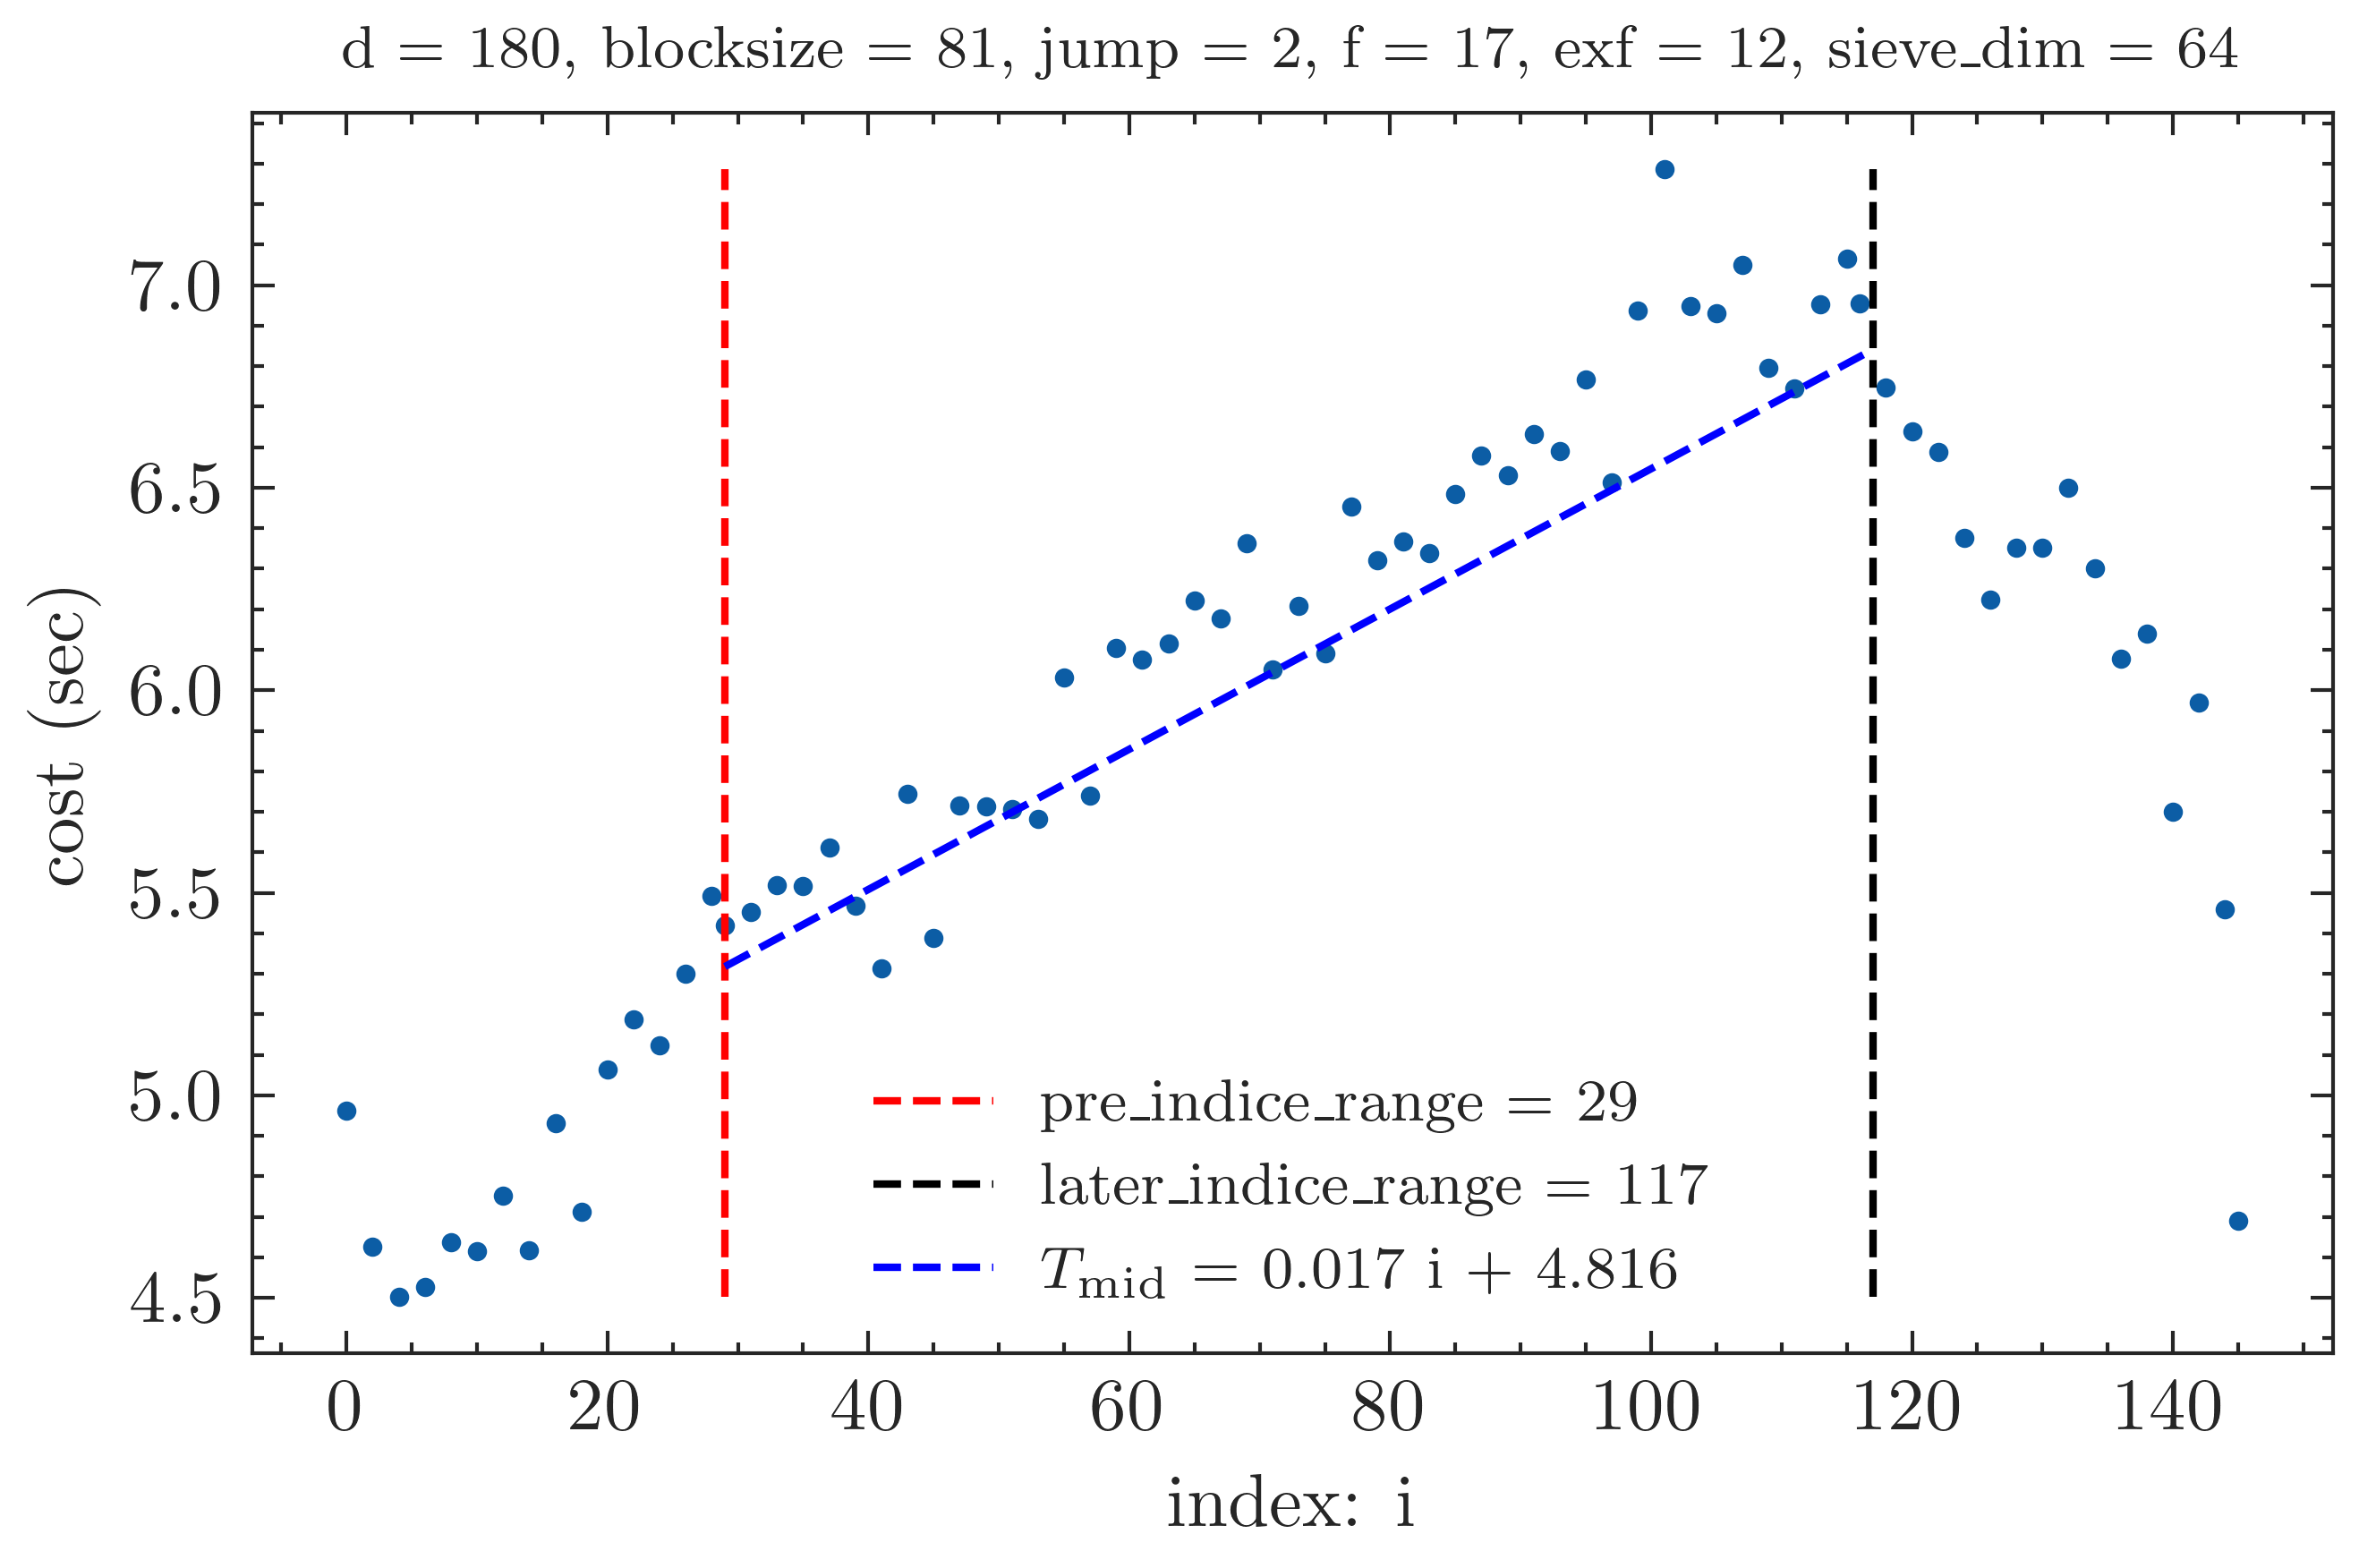 d = 180, blocksize = 81, jump = 2, f = 17, exf = 12, sieve_dim = 64
7.0
6.5
6.0
5.5
5.0
4.5
cost (sec)
pre_indice_range = 29
later_indice_range = 117
T_mid = 0.017 i + 4.816
0 20 40 60 80 100 120 140
index: i